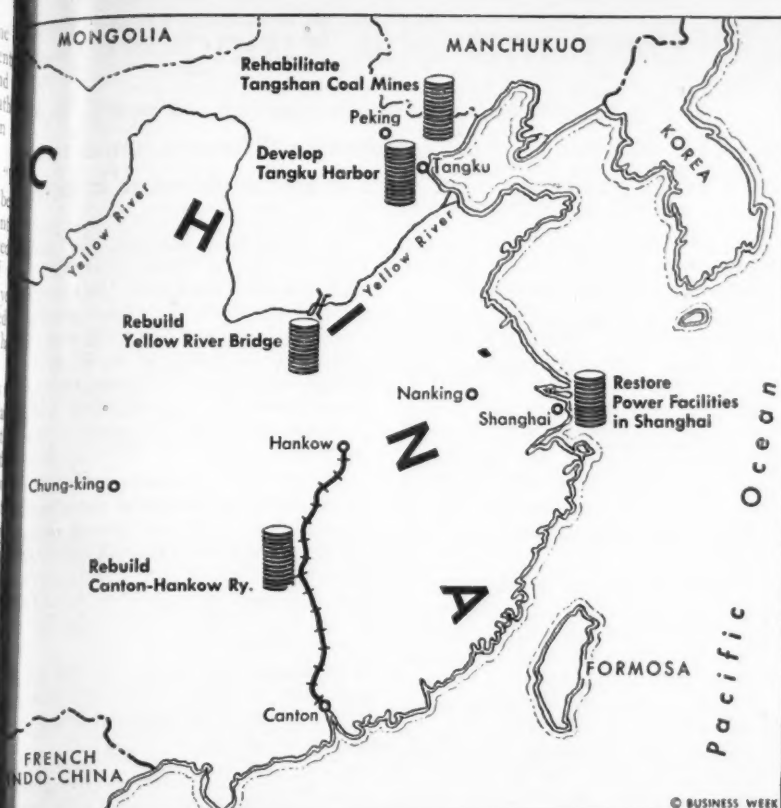 MONGOLIA
MANCHUKUO
Rehabilitate
Tangshan Coal Mines
Peking
Develop
Tangku Harbor
Tangku
KOREA
C
H
I
N
A
Yellow River
Yellow River
Rebuild
Yellow River Bridge
Nanking
Shanghai
Restore
Power Facilities
in Shanghai
Hankow
Chung-king
Rebuild
Canton-Hankow Ry.
Pacific Ocean
FORMOSA
Canton
FRENCH
INDO-CHINA
© BUSINESS WEEK